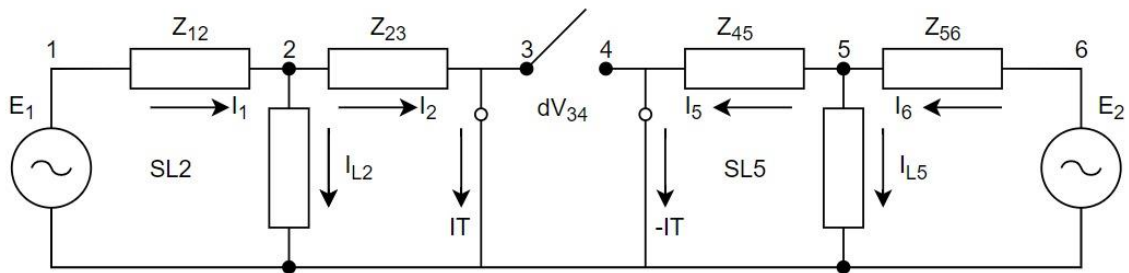 Z12 Z23 Z45 Z56
1 2 3 4 5 6
E1 I1 I2 dV34 I5 I6 E2
SL2 IL2 SL5 IL5
IT -IT